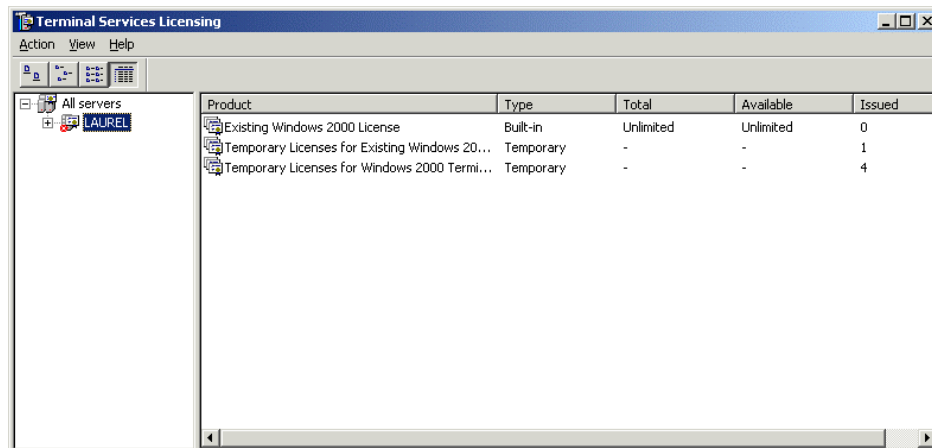 Terminal Services Licensing
Action View Help
All servers
LAUREL
Product Type Total Available Issued
Existing Windows 2000 License Built-in Unlimited Unlimited 0
Temporary Licenses for Existing Windows 20... Temporary - - 1
Temporary Licenses for Windows 2000 Termi... Temporary - - 4